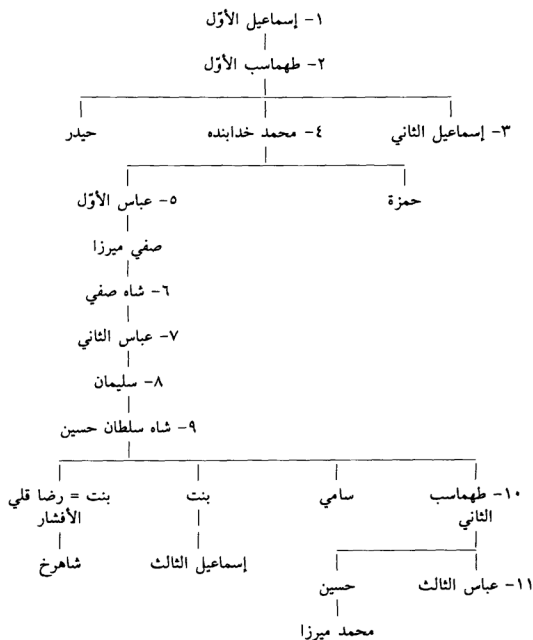 ١- إسماعيل الأوّل
٢- طهماسب الأوّل
٣- إسماعيل الثاني ٤- محمد خدابنده حيدر
حمزة ٥- عباس الأوّل
صفي ميرزا
٦- شاه صفي
٧- عباس الثاني
٨- سليمان
٩- شاه سلطان حسين
١٠- طهماسب سامي بنت بنت = رضا قلي
الثاني الأفشار
إسماعيل الثالث شاهرخ
١١- عباس الثالث حسين
محمد ميرزا